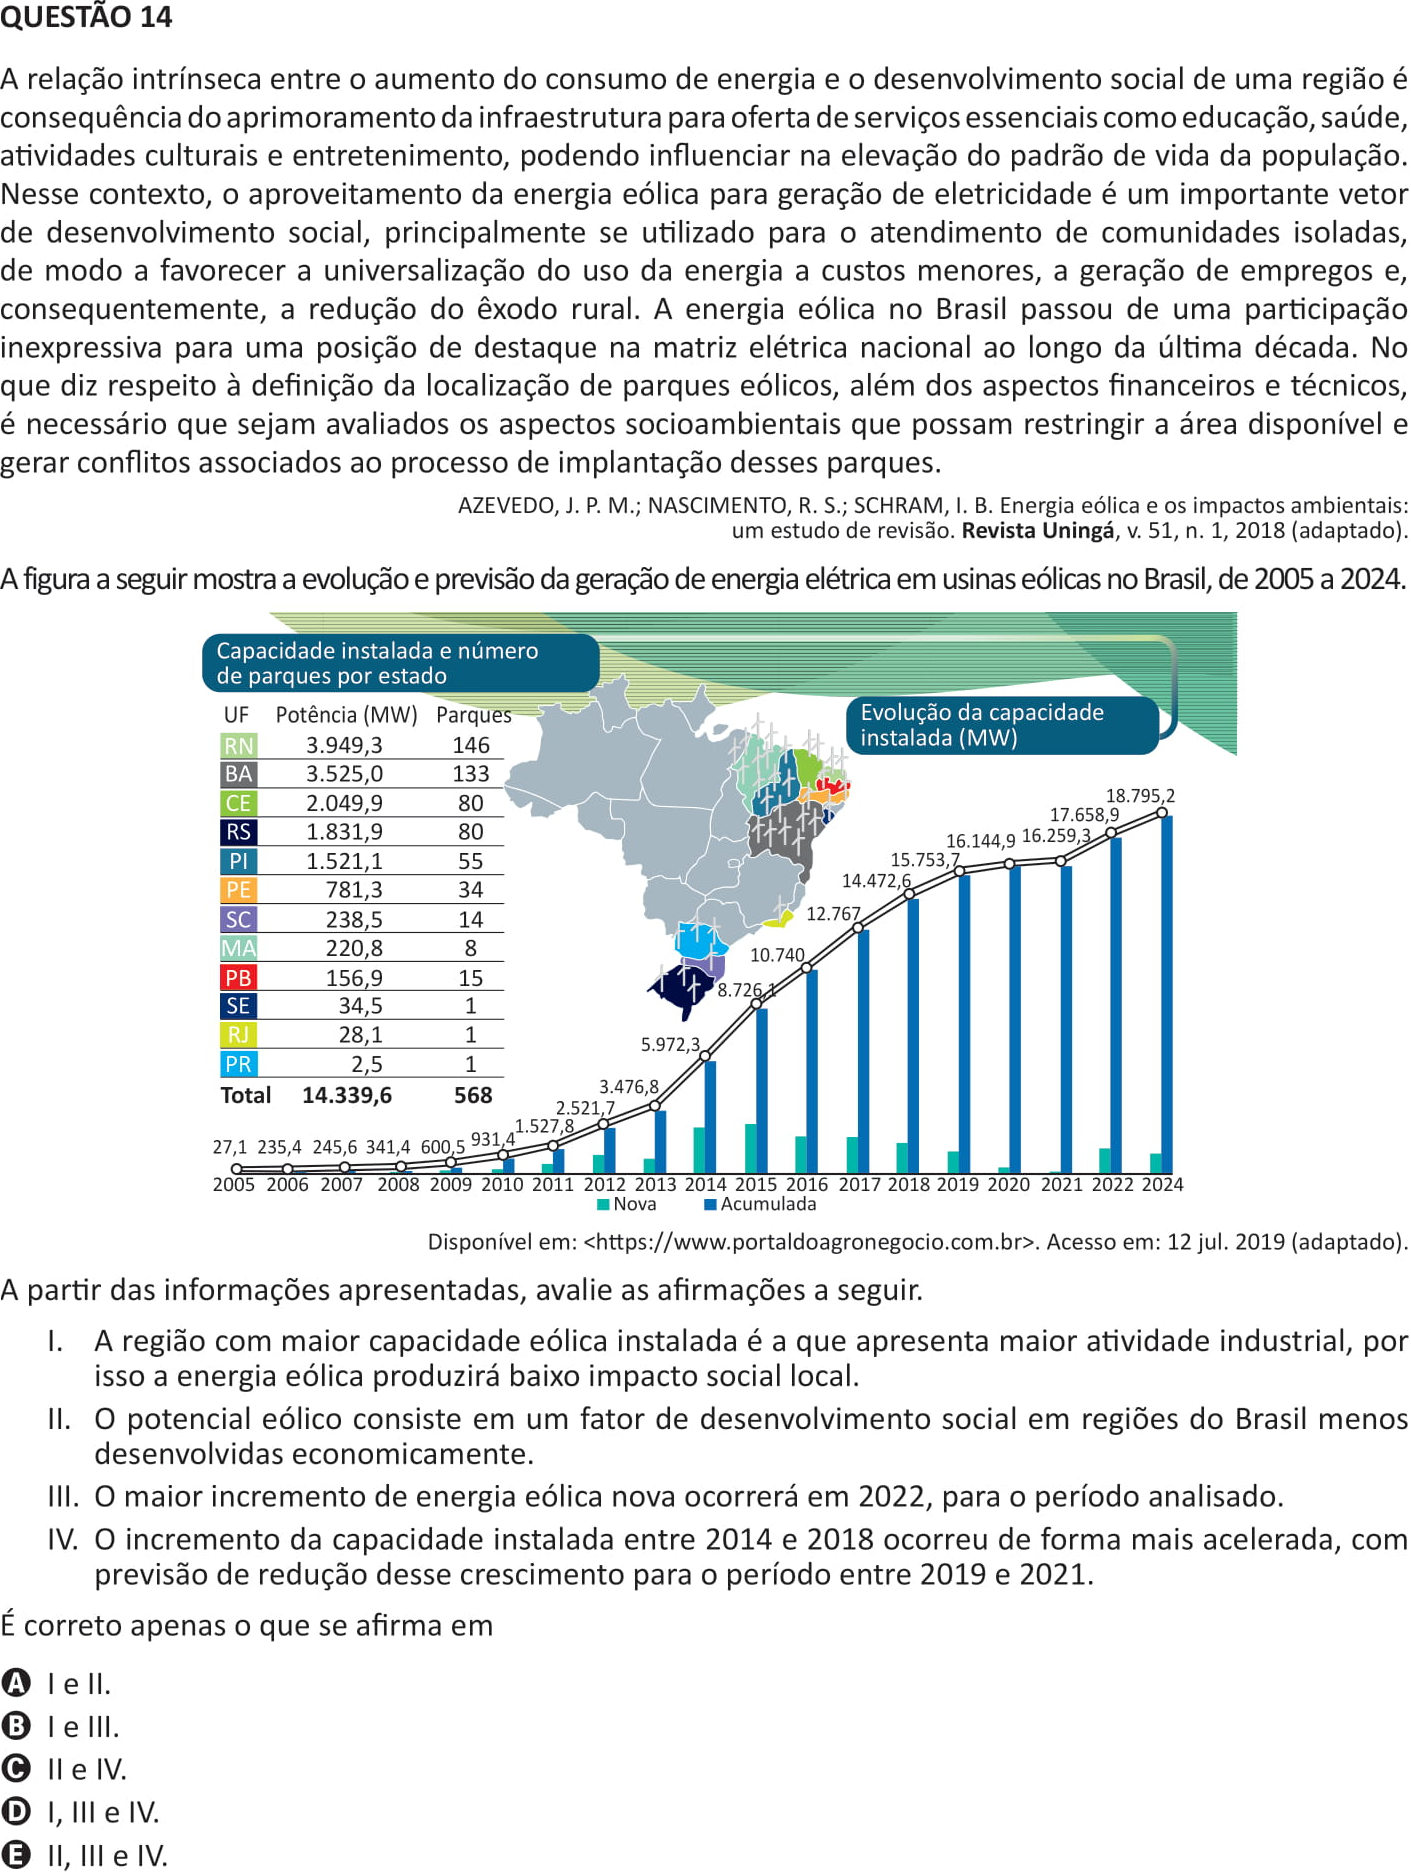 QUESTÃO 14
A relação intrínseca entre o aumento do consumo de energia e o desenvolvimento social de uma região é
consequência do aprimoramento da infraestrutura para oferta de serviços essenciais como educação, saúde,
atividades culturais e entretenimento, podendo influenciar na elevação do padrão de vida da população.
Nesse contexto, o aproveitamento da energia eólica para geração de eletricidade é um importante vetor
de desenvolvimento social, principalmente se utilizado para o atendimento de comunidades isoladas,
de modo a favorecer a universalização do uso da energia a custos menores, a geração de empregos e,
consequentemente, a redução do êxodo rural. A energia eólica no Brasil passou de uma participação
inexpressiva para uma posição de destaque na matriz elétrica nacional ao longo da última década. No
que diz respeito à definição da localização de parques eólicos, além dos aspectos financeiros e técnicos,
é necessário que sejam avaliados os aspectos socioambientais que possam restringir a área disponível e
gerar conflitos associados ao processo de implantação desses parques.
AZEVEDO, J. P. M.; NASCIMENTO, R. S.; SCHRAM, I. B. Energia eólica e os impactos ambientais:
um estudo de revisão. Revista Uningá, v. 51, n. 1, 2018 (adaptado).
A figura a seguir mostra a evolução e previsão da geração de energia elétrica em usinas eólicas no Brasil, de 2005 a 2024.
Capacidade instalada e número
de parques por estado
UF Potência (MW) Parques
RN 3.949,3 146
BA 3.525,0 133
CE 2.049,9 80
RS 1.831,9 80
PI 1.521,1 55
PE 781,3 34
SC 238,5 14
MA 220,8 8
PB 156,9 15
SE 34,5 1
RJ 28,1 1
PR 2,5 1
Total 14.339,6 568
Evolução da capacidade
instalada (MW)
27,1 235,4 245,6 341,4 600,5 931,4 1.527,8 2.521,7 3.476,8 5.972,3 8.726,1 10.740 12.767 14.472,6 15.753,7 16.144,9 16.259,3 17.658,9 18.795,2
2005 2006 2007 2008 2009 2010 2011 2012 2013 2014 2015 2016 2017 2018 2019 2020 2021 2022 2024
Nova Acumulada
Disponível em: <https://www.portaldoagronegocio.com.br>. Acesso em: 12 jul. 2019 (adaptado).
A partir das informações apresentadas, avalie as afirmações a seguir.
I. A região com maior capacidade eólica instalada é a que apresenta maior atividade industrial, por
isso a energia eólica produzirá baixo impacto social local.
II. O potencial eólico consiste em um fator de desenvolvimento social em regiões do Brasil menos
desenvolvidas economicamente.
III. O maior incremento de energia eólica nova ocorrerá em 2022, para o período analisado.
IV. O incremento da capacidade instalada entre 2014 e 2018 ocorreu de forma mais acelerada, com
previsão de redução desse crescimento para o período entre 2019 e 2021.
É correto apenas o que se afirma em
A I e II.
B I e III.
C II e IV.
D I, III e IV.
E II, III e IV.